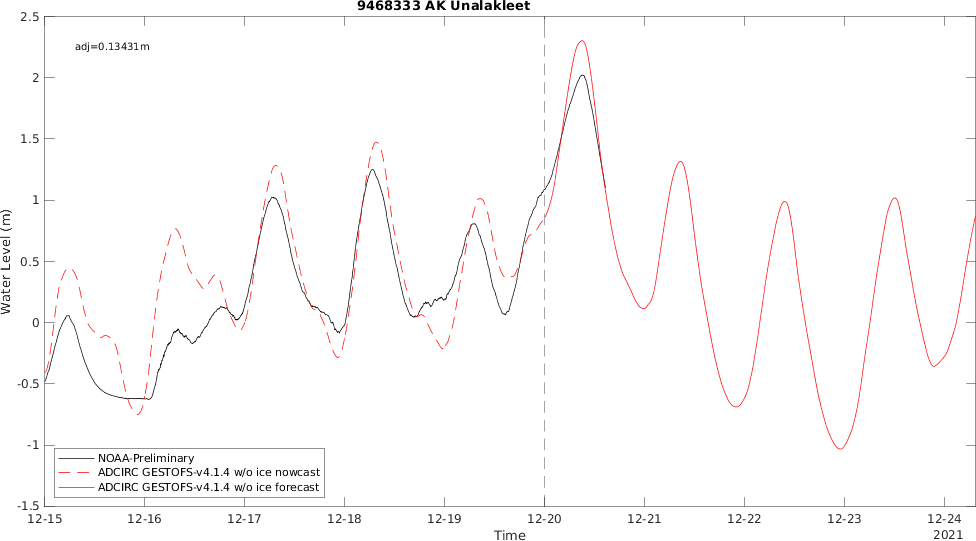 9468333 AK Unalakleet
adj=0.13431m
2.5
2
1.5
1
0.5
0
-0.5
-1
-1.5
Water Level (m)
NOAA-Preliminary
ADCIRC GESTOFS-v4.1.4 w/o ice nowcast
ADCIRC GESTOFS-v4.1.4 w/o ice forecast
12-15 12-16 12-17 12-18 12-19 12-20 12-21 12-22 12-23 12-24
Time
2021